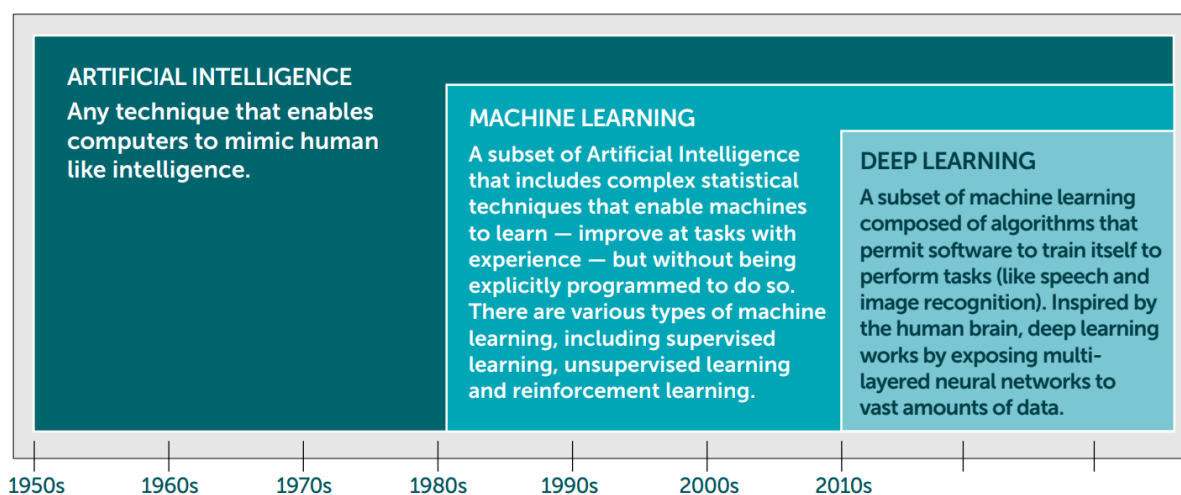 ARTIFICIAL INTELLIGENCE
Any technique that enables
computers to mimic human
like intelligence.
MACHINE LEARNING
A subset of Artificial Intelligence
that includes complex statistical
techniques that enable machines
to learn — improve at tasks with
experience — but without being
explicitly programmed to do so.
There are various types of machine
learning, including supervised
learning, unsupervised learning
and reinforcement learning.
DEEP LEARNING
A subset of machine learning
composed of algorithms that
permit software to train itself to
perform tasks (like speech and
image recognition). Inspired by
the human brain, deep learning
works by exposing multi-
layered neural networks to
vast amounts of data.
1950s 1960s 1970s 1980s 1990s 2000s 2010s